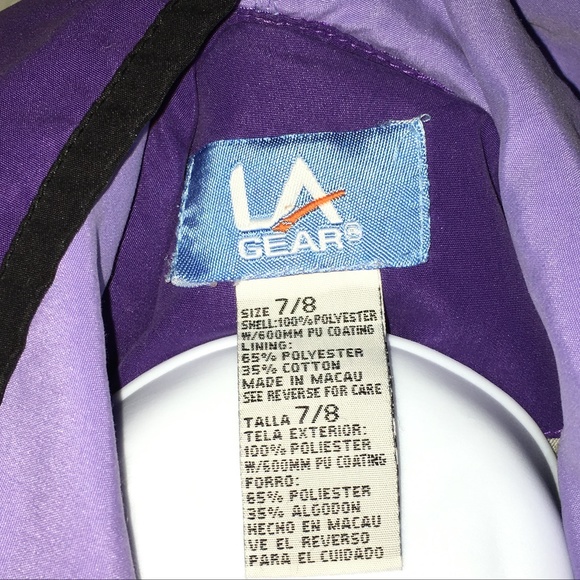 LA
GEAR®
SIZE 7/8
SHELL:100%POLYESTER
W/600MM PU COATING
LINING:
65% POLYESTER
35% COTTON
MADE IN MACAU
SEE REVERSE FOR CARE
TALLA 7/8
TELA EXTERIOR:
100% POLIESTER
W/600MM PU COATING
FORRO:
65% POLIESTER
35% ALGODON
HECHO EN MACAU
VE EL REVERSO
PARA EL CUIDADO